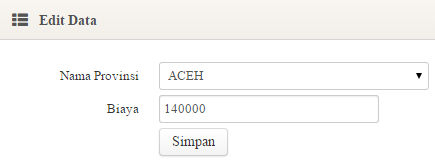 Edit Data
Nama Provinsi ACEH
Biaya 140000
Simpan